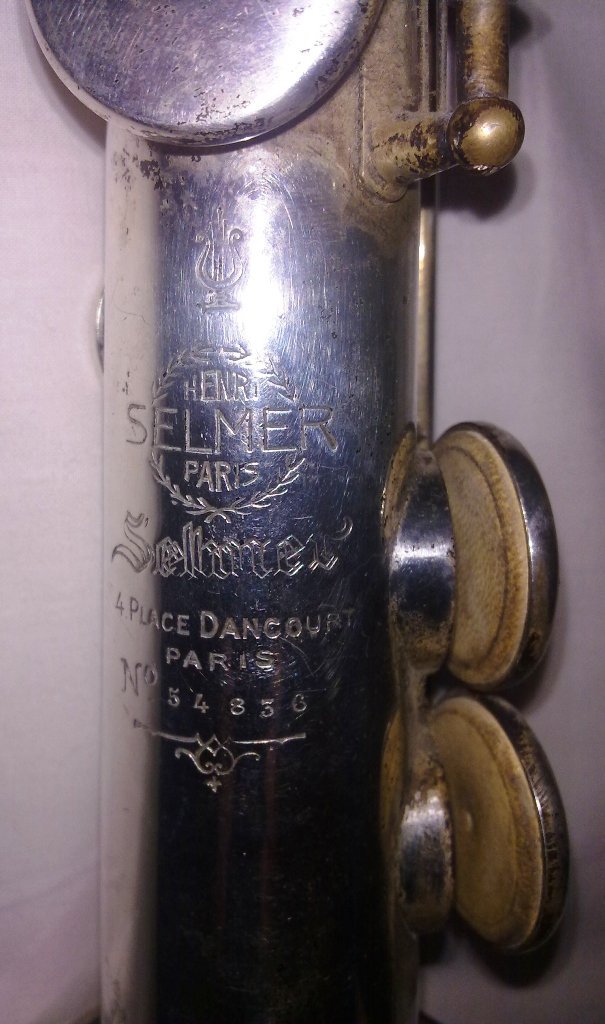 HENRI
SELMER
PARIS
Selmer
4 PLACE DANCOURT
PARIS
No 54836